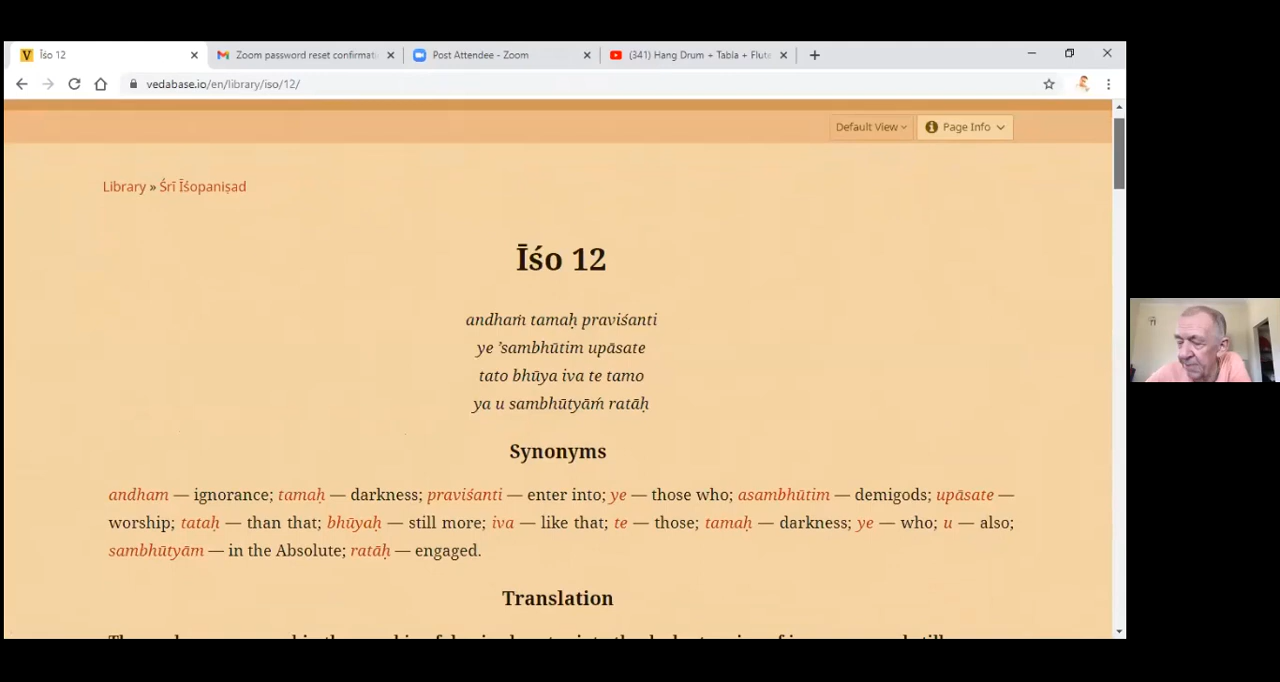 Īśo 12
Zoom password reset confirmati
Post Attendee - Zoom
(341) Hang Drum + Tabla + Flute
vedabase.io/en/library/iso/12/
Default View
Page Info
Library » Śrī Īśopaniṣad
Īśo 12
andhaṁ tamaḥ praviśanti
ye ’sambhūtim upāsate
tato bhūya iva te tamo
ya u sambhūtyāḿ ratāḥ
Synonyms
andham — ignorance; tamaḥ — darkness; praviśanti — enter into; ye — those who; asambhūtim — demigods; upāsate —
worship; tataḥ — than that; bhūyaḥ — still more; iva — like that; te — those; tamaḥ — darkness; ye — who; u — also;
sambhūtyām — in the Absolute; ratāḥ — engaged.
Translation